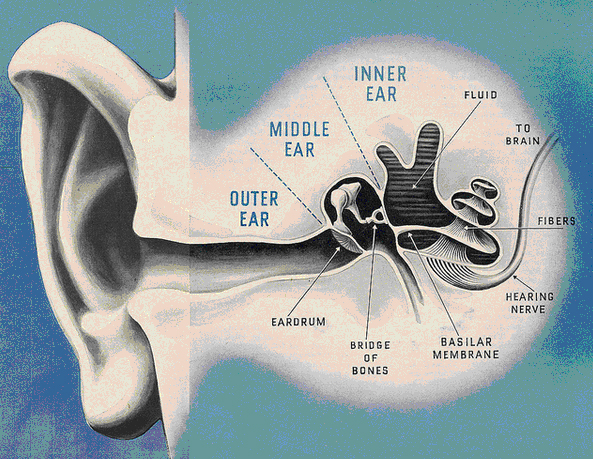 INNER
EAR
FLUID
TO
BRAIN
MIDDLE
EAR
OUTER
EAR
FIBERS
HEARING
NERVE
EARDRUM
BRIDGE
OF
BONES
BASILAR
MEMBRANE